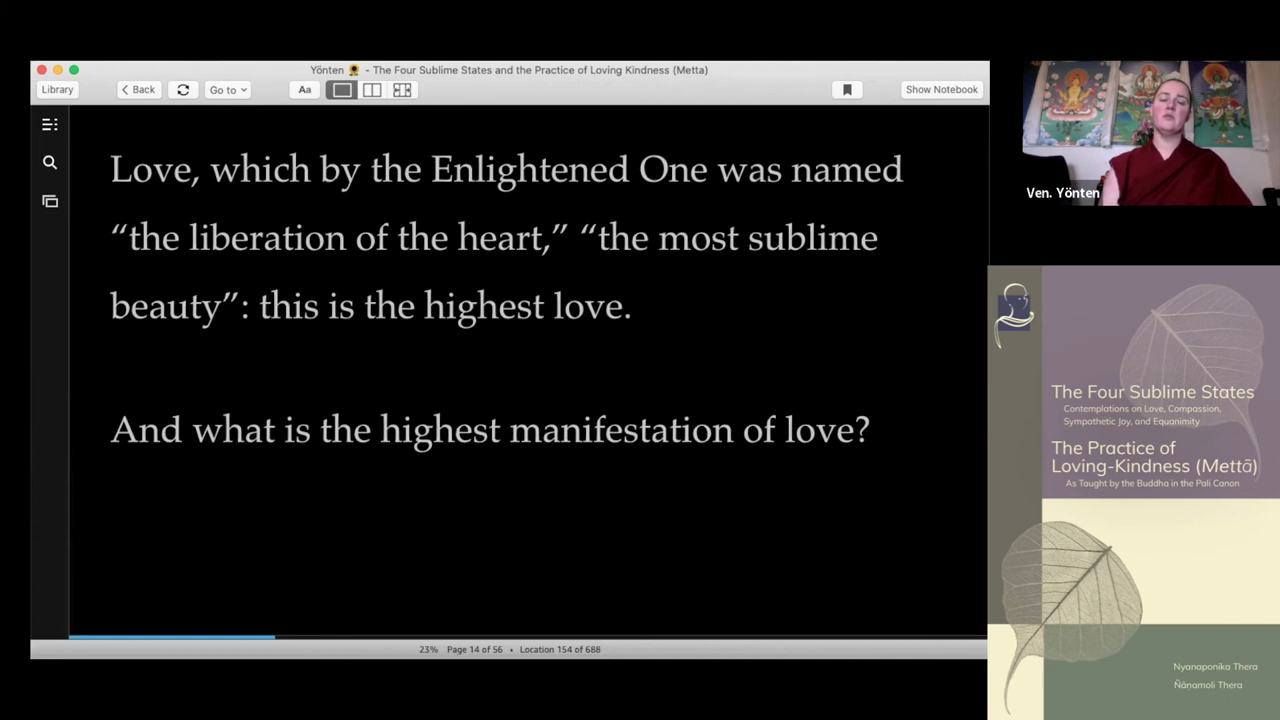 Yönten 🌻 - The Four Sublime States and the Practice of Loving Kindness (Metta)
Library
Back
Go to
Aa
Show Notebook
Love, which by the Enlightened One was named
“the liberation of the heart,” “the most sublime
beauty”: this is the highest love.
And what is the highest manifestation of love?
23% Page 14 of 56 • Location 154 of 688
Ven. Yönten
The Four Sublime States
Contemplations on Love, Compassion,
Sympathetic Joy, and Equanimity
The Practice of
Loving-Kindness (Mettā)
As Taught by the Buddha in the Pali Canon
Nyanaponika Thera
Ñāṇamoli Thera